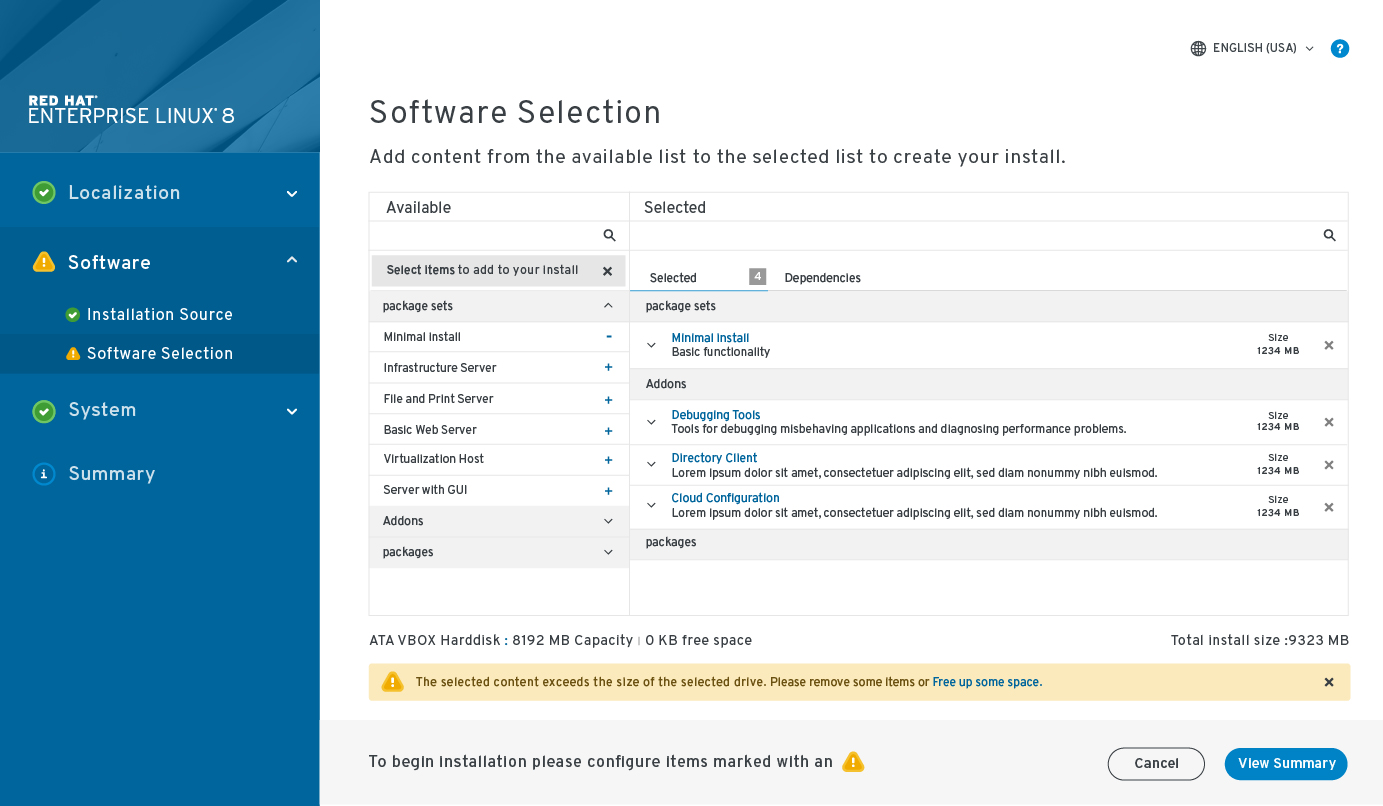 RED HAT®
ENTERPRISE LINUX® 8
Localization
Software
Installation Source
Software Selection
System
Summary
ENGLISH (USA)
?
Software Selection
Add content from the available list to the selected list to create your install.
Available
Select items to add to your install
package sets
Minimal install
Infrastructure Server
File and Print Server
Basic Web Server
Virtualization Host
Server with GUI
Addons
packages
Selected
Selected 4 Dependencies
package sets
Minimal install
Basic functionality
Size
1234 MB
Addons
Debugging Tools
Tools for debugging misbehaving applications and diagnosing performance problems.
Size
1234 MB
Directory Client
Lorem ipsum dolor sit amet, consectetuer adipiscing elit, sed diam nonummy nibh euismod.
Size
1234 MB
Cloud Configuration
Lorem ipsum dolor sit amet, consectetuer adipiscing elit, sed diam nonummy nibh euismod.
Size
1234 MB
packages
ATA VBOX Harddisk : 8192 MB Capacity | 0 KB free space
Total install size :9323 MB
The selected content exceeds the size of the selected drive. Please remove some items or Free up some space.
To begin installation please configure items marked with an
Cancel
View Summary